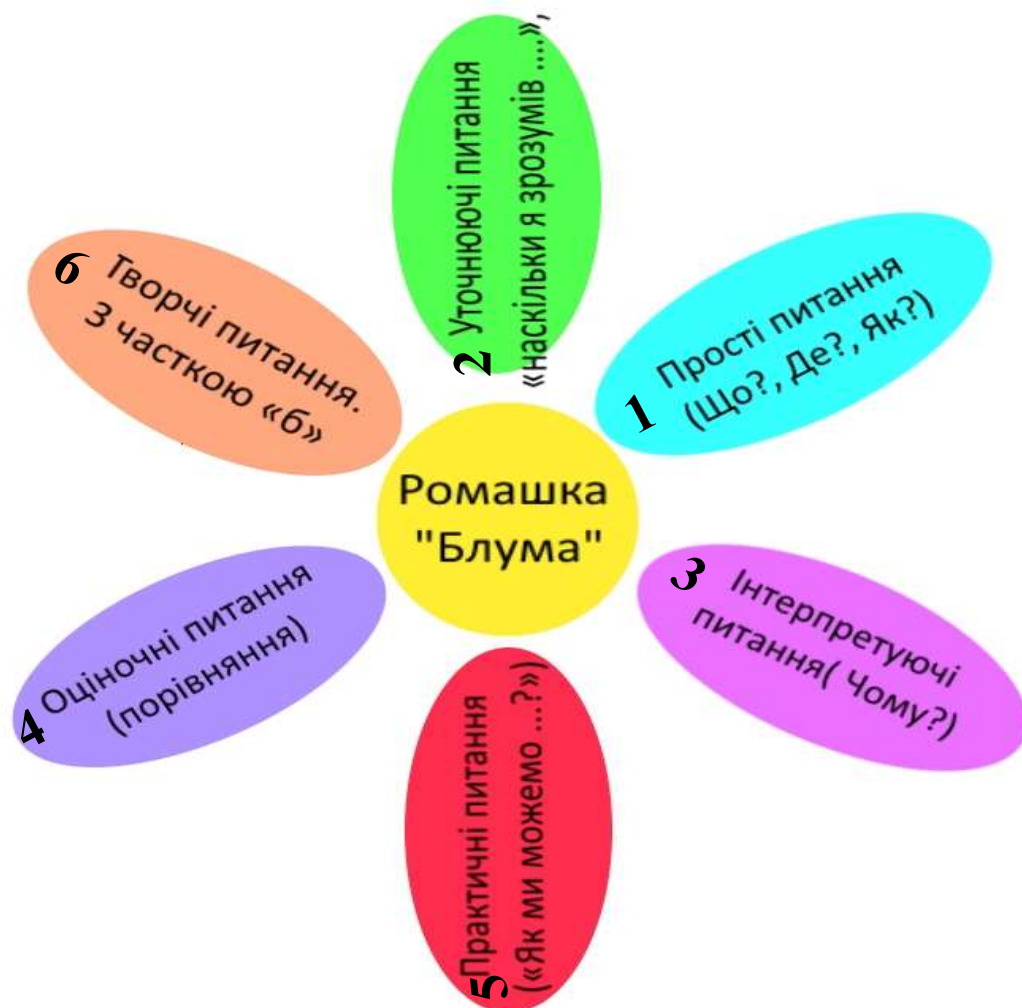 Ромашка
"Блума"
1
Прості питання
(Що?, Де?, Як?)
2
Уточнюючі питання
«наскільки я зрозумів ....»,
3
Інтерпретуючі
питання( Чому?)
4
Оціночні питання
(порівняння)
5
Практичні питання
(«Як ми можемо ...?»)
6
Творчі питання.
З часткою «б»